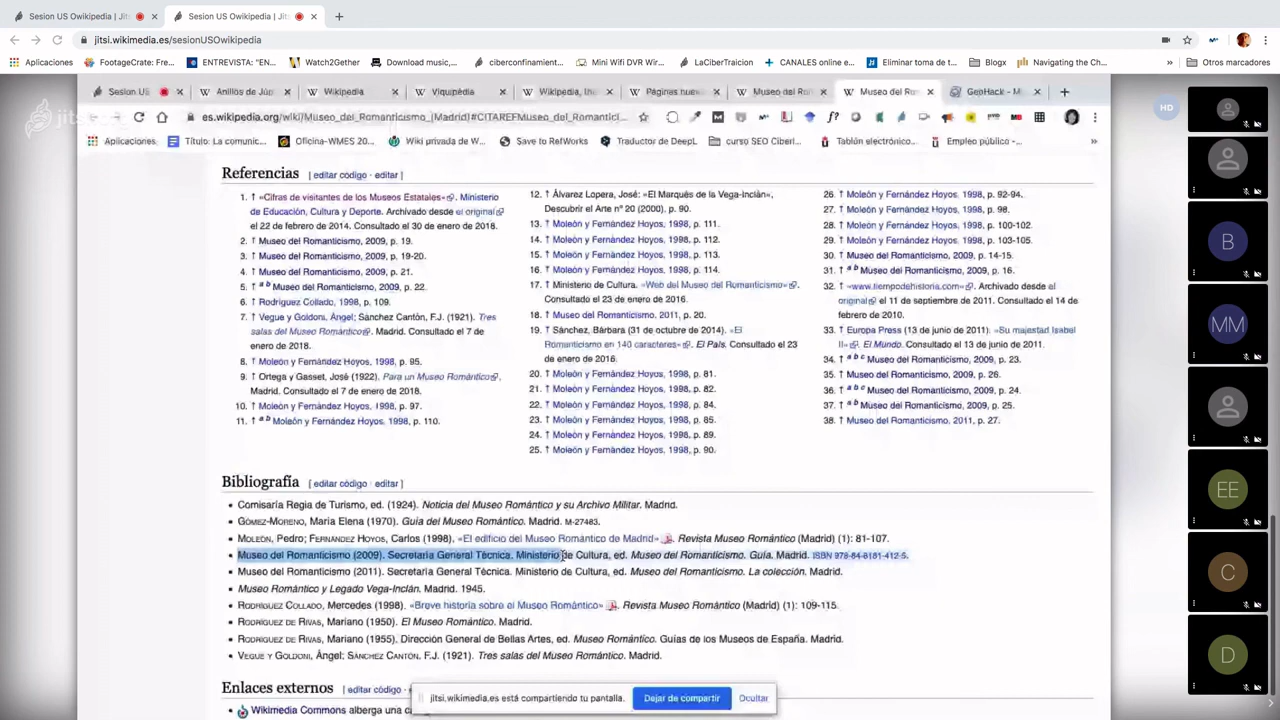 Sesion US Owikipedia | Jits
Sesion US Owikipedia | Jits
jitsi.wikimedia.es/sesionUSOwikipedia
Aplicaciones FootageCrate: Fre... ENTREVISTA: "EN... Watch2Gether Download music,... ciberconfinamien... Mini Wifi DVR Wir... LaCiberTraicion CANALES online e... Eliminar toma de t... Blogx Navigating the Ch... » Otros marcadores
jitsi
Sesion US Anillos de Júp Wikipedia Viquipèdia Wikipedia, la Páginas nuev Museo del Rom Museo del Ro GeoHack - M
es.wikipedia.org/wiki/Museo_del_Romanticismo_(Madrid)#CITAREFMuseo_del_Romantici...
Aplicaciones Título: La comunic... Oficina-WMES 20... Wiki privada de W... Save to RefWorks Traductor de DeepL curso SEO Ciberl... Tablón electrónico... Empleo público -... »
Referencias [ editar código · editar ]
1. ↑ «Cifras de visitantes de los Museos Estatales». Ministerio
de Educación, Cultura y Deporte. Archivado desde el original
el 22 de febrero de 2014. Consultado el 30 de enero de 2018.
2. ↑ Museo del Romanticismo, 2009, p. 19.
3. ↑ Museo del Romanticismo, 2009, p. 19-20.
4. ↑ Museo del Romanticismo, 2009, p. 21.
5. ↑ a b Museo del Romanticismo, 2009, p. 22.
6. ↑ Rodríguez Collado, 1998, p. 109.
7. ↑ Vegue y Goldoni, Ángel; Sánchez Cantón, F.J. (1921). Tres
salas del Museo Romántico. Madrid. Consultado el 7 de
enero de 2018.
8. ↑ Moleón y Fernández Hoyos, 1998, p. 95.
9. ↑ Ortega y Gasset, José (1922). Para un Museo Romántico.
Madrid. Consultado el 7 de enero de 2018.
10. ↑ Moleón y Fernández Hoyos, 1998, p. 97.
11. ↑ a b Moleón y Fernández Hoyos, 1998, p. 110.
12. ↑ Álvarez Lopera, José: «El Marqués de la Vega-Inclán»,
Descubrir el Arte nº 20 (2000), p. 90.
13. ↑ Moleón y Fernández Hoyos, 1998, p. 111.
14. ↑ Moleón y Fernández Hoyos, 1998, p. 112.
15. ↑ Moleón y Fernández Hoyos, 1998, p. 113.
16. ↑ Moleón y Fernández Hoyos, 1998, p. 114.
17. ↑ Ministerio de Cultura. «Web del Museo del Romanticismo».
Consultado el 23 de enero de 2016.
18. ↑ Museo del Romanticismo, 2011, p. 20.
19. ↑ Sánchez, Bárbara (31 de octubre de 2014). «El
Romanticismo en 140 caracteres». El País. Consultado el 23
de enero de 2016.
20. ↑ Moleón y Fernández Hoyos, 1998, p. 81.
21. ↑ Moleón y Fernández Hoyos, 1998, p. 82.
22. ↑ Moleón y Fernández Hoyos, 1998, p. 84.
23. ↑ Moleón y Fernández Hoyos, 1998, p. 85.
24. ↑ Moleón y Fernández Hoyos, 1998, p. 89.
25. ↑ Moleón y Fernández Hoyos, 1998, p. 90.
26. ↑ Moleón y Fernández Hoyos, 1998, p. 92-94.
27. ↑ Moleón y Fernández Hoyos, 1998, p. 98.
28. ↑ Moleón y Fernández Hoyos, 1998, p. 100-102.
29. ↑ Moleón y Fernández Hoyos, 1998, p. 103-105.
30. ↑ Museo del Romanticismo, 2009, p. 14-15.
31. ↑ a b Museo del Romanticismo, 2009, p. 16.
32. ↑ «www.tiempodehistoria.com». Archivado desde el
original el 11 de septiembre de 2011. Consultado el 14 de
febrero de 2010.
33. ↑ Europa Press (13 de junio de 2011): «Su majestad Isabel
II». El Mundo. Consultado el 13 de junio de 2011.
34. ↑ a b c Museo del Romanticismo, 2009, p. 23.
35. ↑ Museo del Romanticismo, 2009, p. 26.
36. ↑ a b c Museo del Romanticismo, 2009, p. 24.
37. ↑ a b Museo del Romanticismo, 2009, p. 25.
38. ↑ Museo del Romanticismo, 2011, p. 27.
Bibliografía [ editar código · editar ]
Comisaría Regia de Turismo, ed. (1924). Noticia del Museo Romántico y su Archivo Militar. Madrid.
GÓMEZ-MORENO, María Elena (1970). Guía del Museo Romántico. Madrid. M-27483.
MOLEÓN, Pedro; FERNÁNDEZ HOYOS, Carlos (1998). «El edificio del Museo Romántico de Madrid». Revista Museo Romántico (Madrid) (1): 81-107.
Museo del Romanticismo (2009). Secretaría General Técnica. Ministerio de Cultura, ed. Museo del Romanticismo. Guía. Madrid. ISBN 978-84-8181-412-5.
Museo del Romanticismo (2011). Secretaría General Técnica. Ministerio de Cultura, ed. Museo del Romanticismo. La colección. Madrid.
Museo Romántico y Legado Vega-Inclán. Madrid. 1945.
RODRÍGUEZ COLLADO, Mercedes (1998). «Breve historia sobre el Museo Romántico». Revista Museo Romántico (Madrid) (1): 109-115.
RODRÍGUEZ DE RIVAS, Mariano (1950). El Museo Romántico. Madrid.
RODRÍGUEZ DE RIVAS, Mariano (1955). Dirección General de Bellas Artes, ed. Museo Romántico. Guías de los Museos de España. Madrid.
VEGUE Y GOLDONI, Ángel; SÁNCHEZ CANTÓN, F.J. (1921). Tres salas del Museo Romántico. Madrid.
Enlaces externos [ editar código ·
Wikimedia Commons alberga una ca
jitsi.wikimedia.es está compartiendo tu pantalla. Dejar de compartir Ocultar
HD
B
MM
EE
C
D